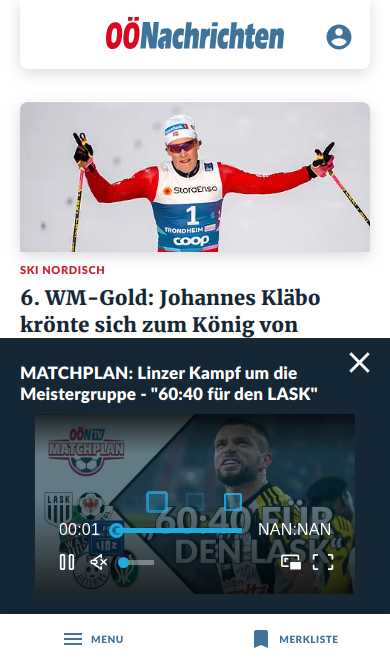 OÖNachrichten
StoraEnso
1
TRONDHEIM
coop
SKI NORDISCH
6. WM-Gold: Johannes Kläbo
krönte sich zum König von
MATCHPLAN: Linzer Kampf um die
Meistergruppe - "60:40 für den LASK"
OÖN TV
MATCHPLAN
LASK
60:40 FÜR
DEN LASK
00:01
NAN:NAN
MENU
MERKLISTE